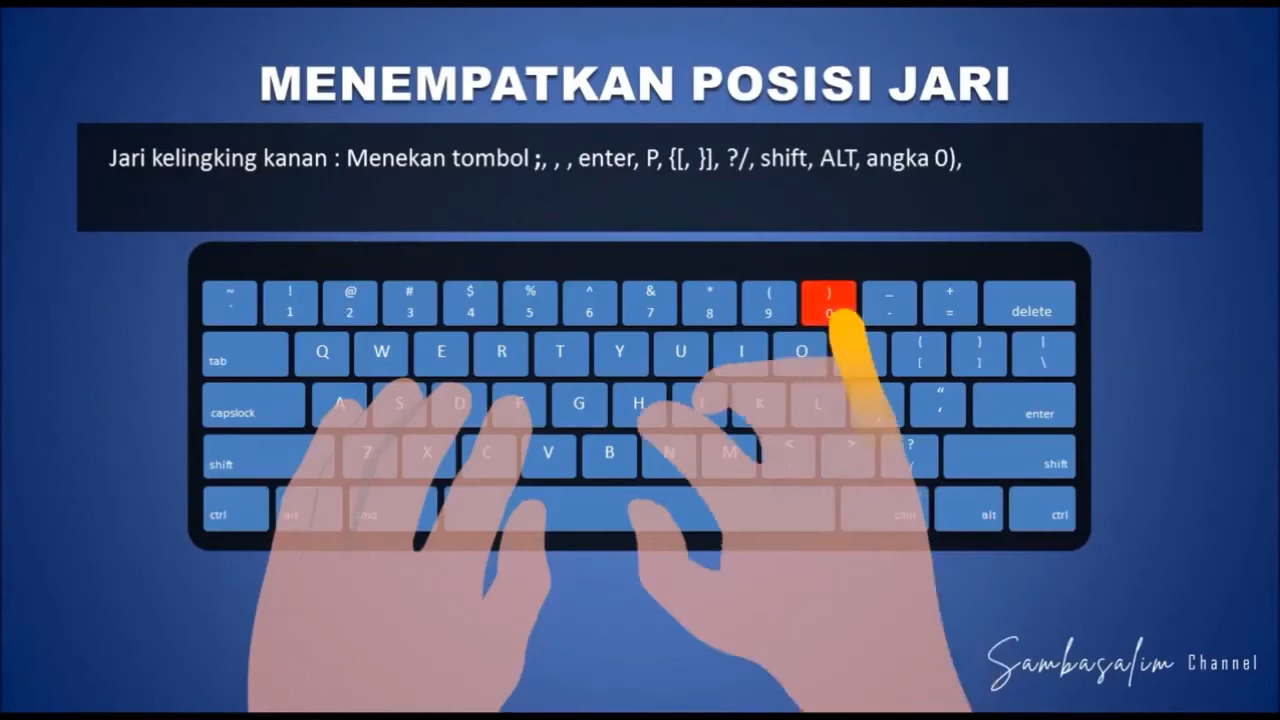 MENEMPATKAN POSISI JARI
Jari kelingking kanan : Menekan tombol ;, , , enter, P, {[, }], ?/, shift, ALT, angka 0),
~ ! @ # $ % ^ & * ( ) _ +
` 1 2 3 4 5 6 7 8 9 0 - = delete
tab Q W E R T Y U I O { [ } ] | \
capslock A S D F G H J K L “ ‘ enter
shift Z X C V B N M < > ? / shift
ctrl alt cmd cmd alt ctrl
Sambasalim Channel